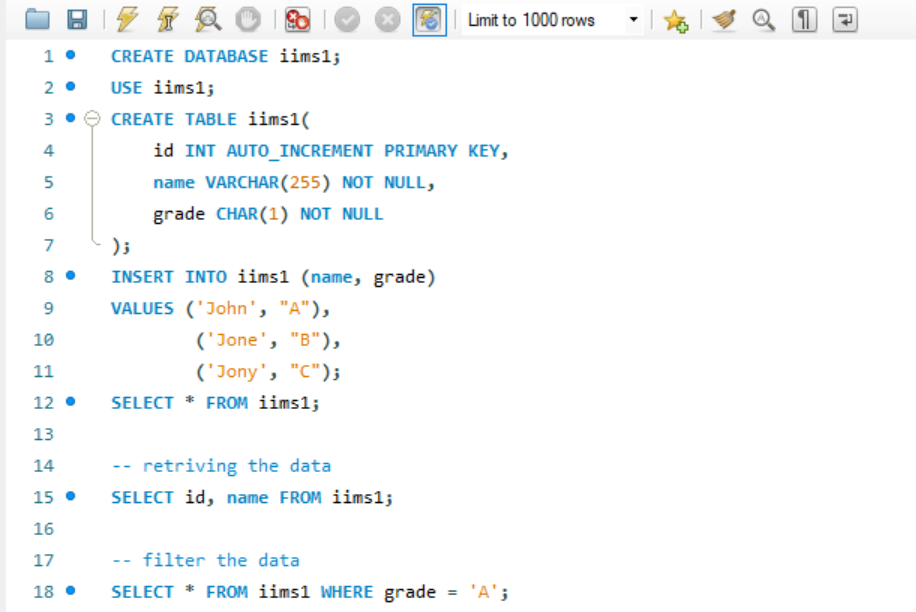 Limit to 1000 rows
1 CREATE DATABASE iims1;
2 USE iims1;
3 CREATE TABLE iims1(
4 id INT AUTO_INCREMENT PRIMARY KEY,
5 name VARCHAR(255) NOT NULL,
6 grade CHAR(1) NOT NULL
7 );
8 INSERT INTO iims1 (name, grade)
9 VALUES ('John', "A"),
10 ('Jone', "B"),
11 ('Jony', "C");
12 SELECT * FROM iims1;
13
14 -- retriving the data
15 SELECT id, name FROM iims1;
16
17 -- filter the data
18 SELECT * FROM iims1 WHERE grade = 'A';